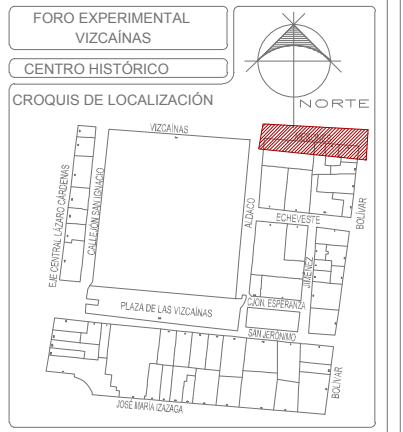 FORO EXPERIMENTAL
VIZCAÍNAS
CENTRO HISTÓRICO
NORTE
CROQUIS DE LOCALIZACIÓN
VIZCAÍNAS
EJE CENTRAL LÁZARO CÁRDENAS
CALLEJÓN SAN IGNACIO
ALDACO
BOLÍVAR
ECHEVESTE
JIMÉNEZ
CJON. ESPERANZA
PLAZA DE LAS VIZCAÍNAS
SAN JERÓNIMO
BOLÍVAR
JOSÉ MARÍA IZAZAGA